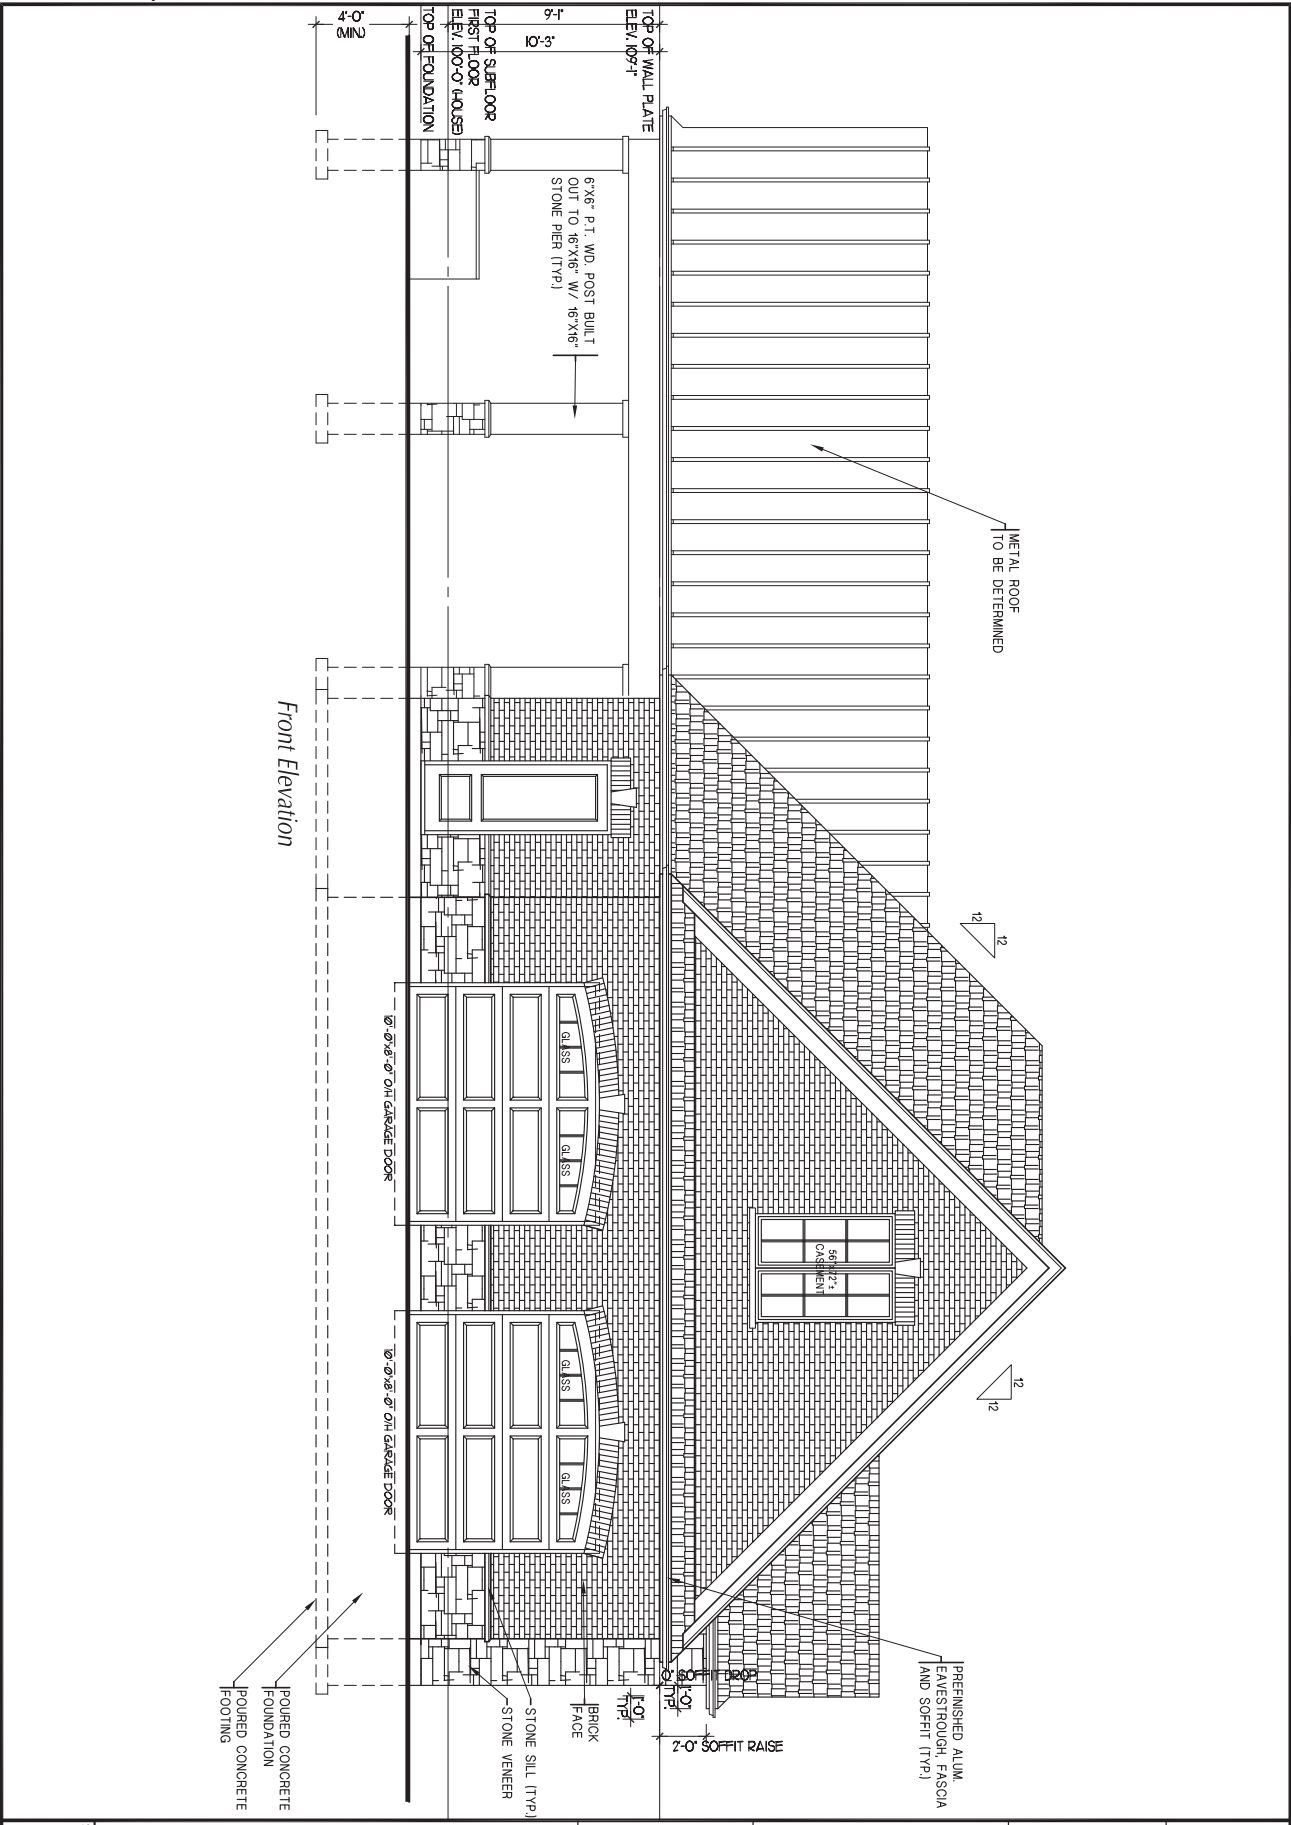 METAL ROOF
TO BE DETERMINED
12
12
12
12
PREFINISHED ALUM.
EAVESTROUGH, FASCIA
AND SOFFIT (TYP.)
56"x72"±
CASEMENT
TOP OF WALL PLATE
ELEV. 109'-1"
9'-1"
10'-3"
TOP OF SUBFLOOR
FIRST FLOOR
ELEV. 100'-0" (HOUSE)
TOP OF FOUNDATION
4'-0"
(MIN.)
6"X6" P.T. WD. POST BUILT
OUT TO 16"X16" W/ 16"X16"
STONE PIER (TYP.)
GLASS
GLASS
GLASS
GLASS
10'-0"x8'-0" O/H GARAGE DOOR
10'-0"x8'-0" O/H GARAGE DOOR
2'-0" SOFFIT RAISE
0" SOFFIT DROP
1'-0"
TYP.
1'-0"
TYP.
BRICK
FACE
STONE SILL (TYP.)
STONE VENEER
POURED CONCRETE
FOUNDATION
POURED CONCRETE
FOOTING
Front Elevation